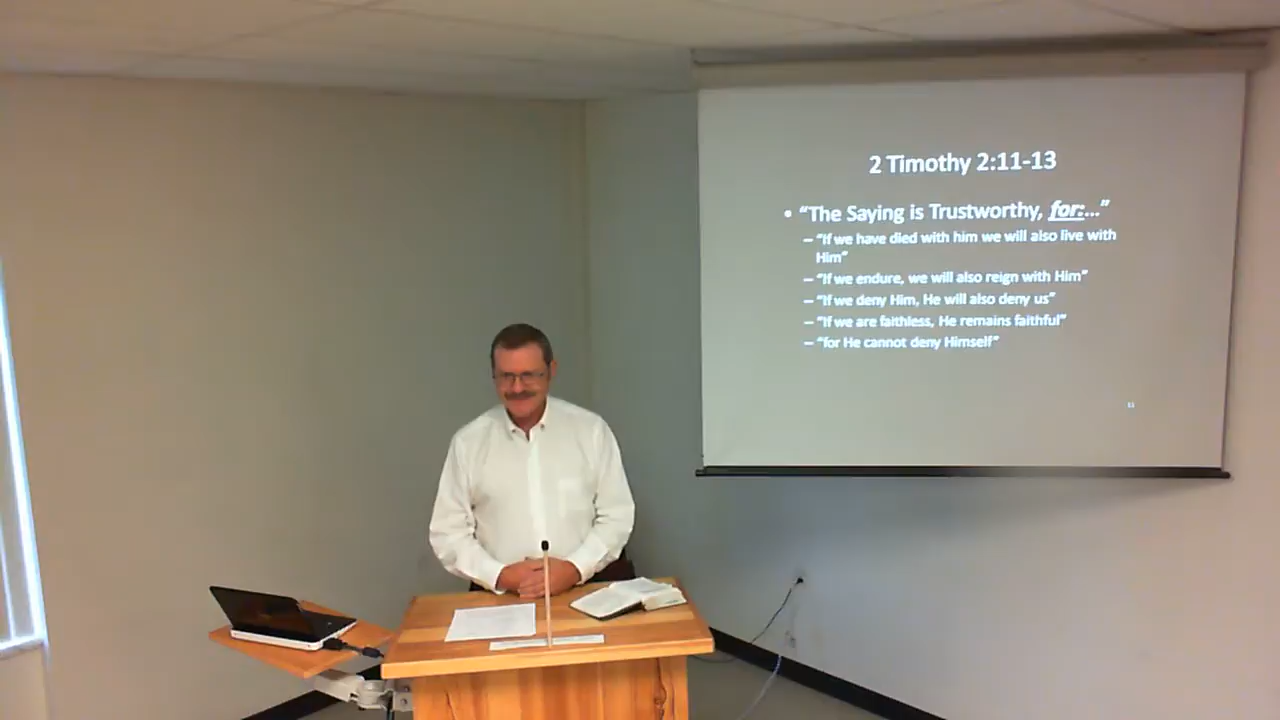 2 Timothy 2:11-13
• “The Saying is Trustworthy, for:…”
– “If we have died with him we will also live with
Him”
– “If we endure, we will also reign with Him”
– “If we deny Him, He will also deny us”
– “If we are faithless, He remains faithful”
– “for He cannot deny Himself”